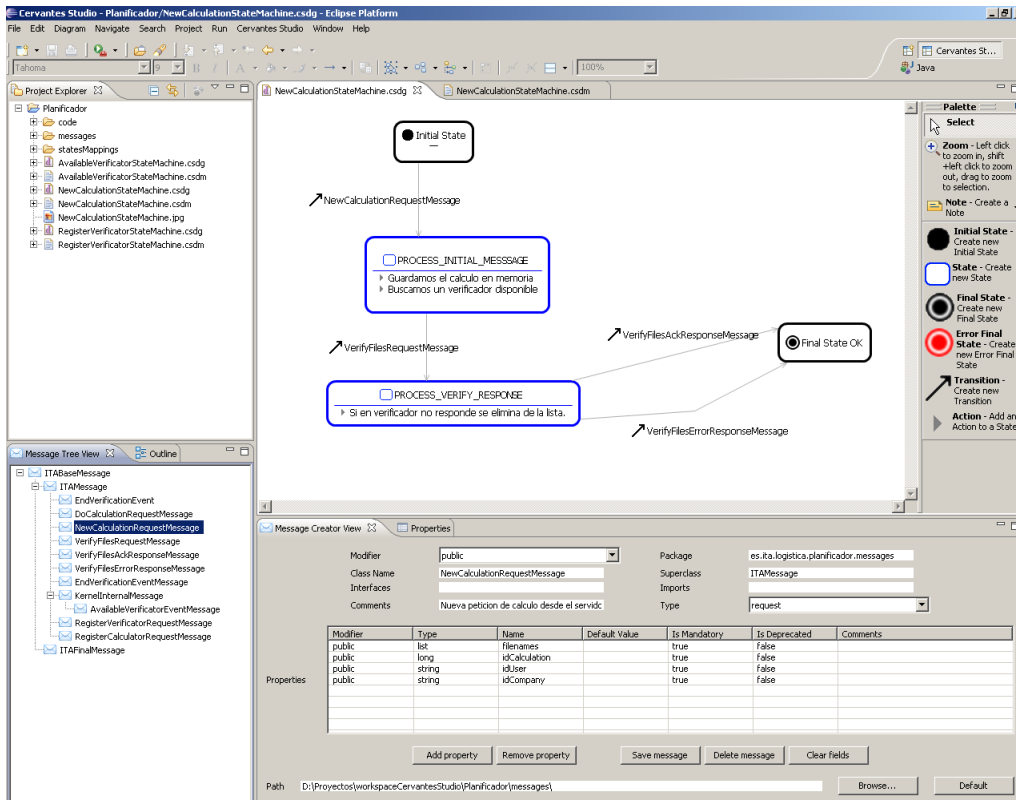 Cervantes Studio - Planificador/NewCalculationStateMachine.csdg - Eclipse Platform
File Edit Diagram Navigate Search Project Run Cervantes Studio Window Help
Cervantes St...
Tahoma 9 B I A 100%
Java
Project Explorer
Planificador
code
messages
statesMappings
AvailableVerificatorStateMachine.csdg
AvailableVerificatorStateMachine.csdm
NewCalculationStateMachine.csdg
NewCalculationStateMachine.csdm
NewCalculationStateMachine.jpg
RegisterVerificatorStateMachine.csdg
RegisterVerificatorStateMachine.csdm
NewCalculationStateMachine.csdg NewCalculationStateMachine.csdm
Initial State
NewCalculationRequestMessage
PROCESS_INITIAL_MESSSAGE
Guardamos el calculo en memoria
Buscamos un verificador disponible
VerifyFilesRequestMessage
VerifyFilesAckResponseMessage
Final State OK
PROCESS_VERIFY_RESPONSE
Si en verificador no responde se elimina de la lista.
VerifyFilesErrorResponseMessage
Palette
Select
Zoom - Left click
to zoom in, shift
+left click to zoom
out, drag to zoom
to selection.
Note - Create a
Note
Initial State -
Create new
Initial State
State - Create
new State
Final State -
Create new
Final State
Error Final
State - Create
new Error Final
State
Transition -
Create new
Transition
Action - Add an
Action to a State
Message Tree View Outline
ITABaseMessage
ITAMessage
EndVerificationEvent
DoCalculationRequestMessage
NewCalculationRequestMessage
VerifyFilesRequestMessage
VerifyFilesAckResponseMessage
VerifyFilesErrorResponseMessage
EndVerificationEventMessage
KernelInternalMessage
AvailableVerificatorEventMessage
RegisterVerificatorRequestMessage
RegisterCalculatorRequestMessage
ITAFinalMessage
Message Creator View Properties
Modifier public Package es.ita.logistica.planificador.messages
Class Name NewCalculationRequestMessage Superclass ITAMessage
Interfaces Imports
Comments Nueva peticion de calculo desde el servidc Type request
Modifier Type Name Default Value Is Mandatory Is Deprecated Comments
public list filenames true false
public long idCalculation true false
public string idUser true false
public string idCompany true false
Properties
Add property Remove property Save message Delete message Clear fields
Path D:\Proyectos\workspaceCervantesStudio\Planificador\messages\ Browse... Default